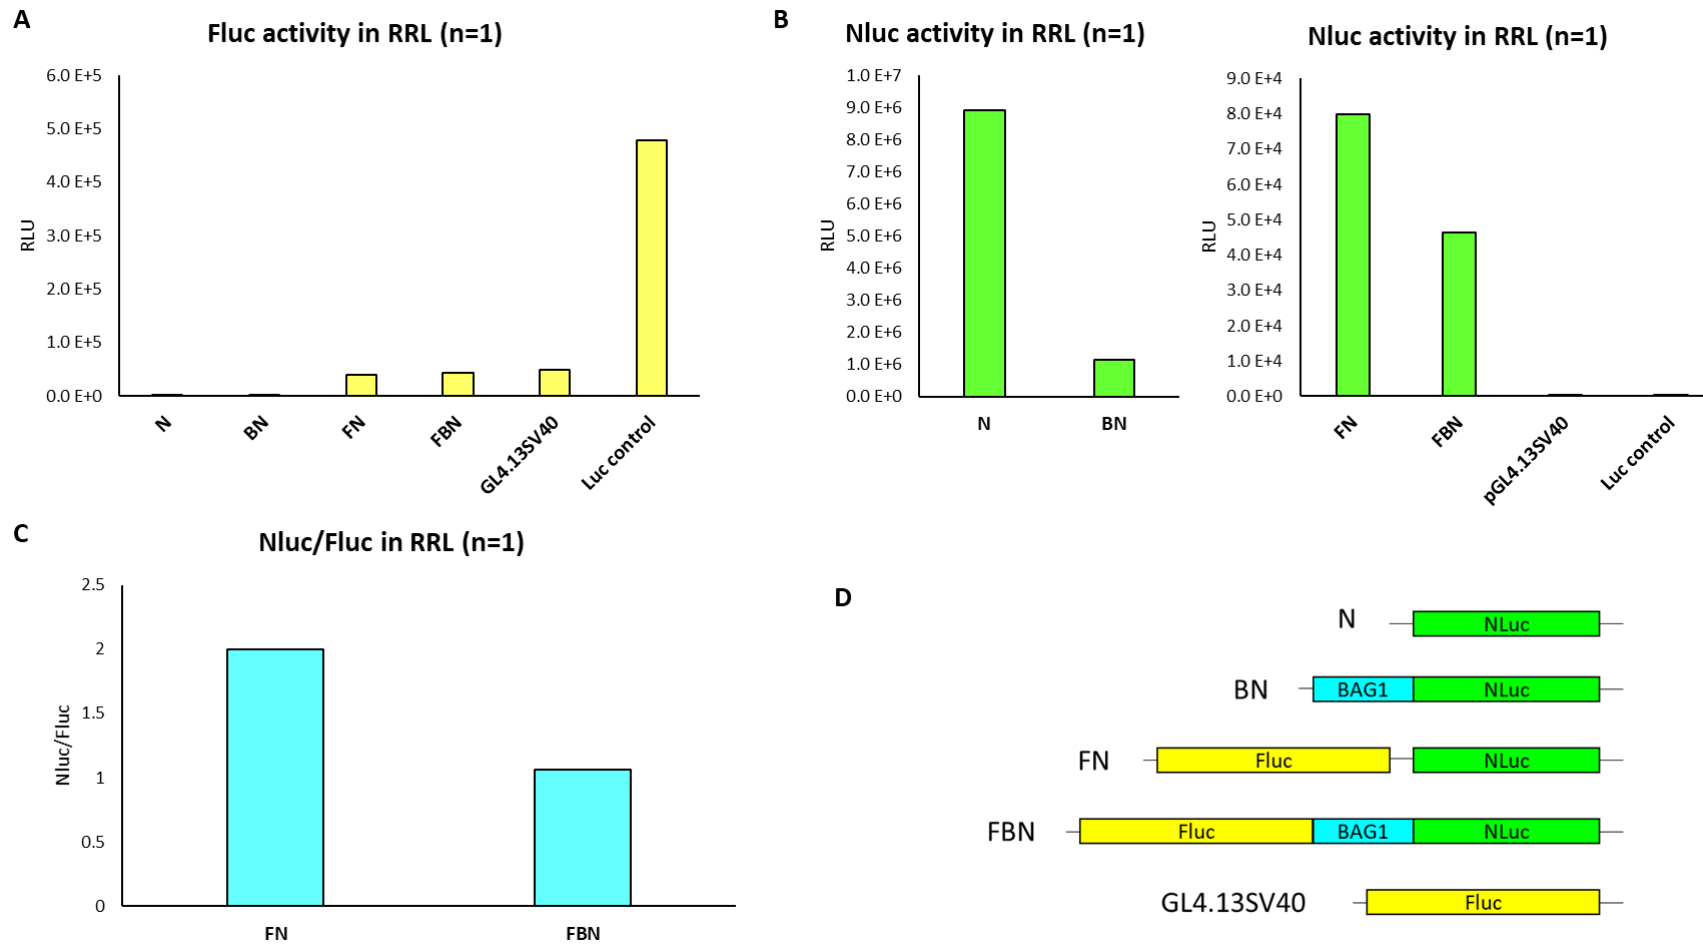 A
Fluc activity in RRL (n=1)
6.0 E+5
5.0 E+5
4.0 E+5
3.0 E+5
2.0 E+5
1.0 E+5
0.0 E+0
RLU
N
BN
FN
FBN
GL4.13SV40
Luc control
B
Nluc activity in RRL (n=1)
1.0 E+7
9.0 E+6
8.0 E+6
7.0 E+6
6.0 E+6
5.0 E+6
4.0 E+6
3.0 E+6
2.0 E+6
1.0 E+6
0.0 E+0
RLU
N
BN
Nluc activity in RRL (n=1)
9.0 E+4
8.0 E+4
7.0 E+4
6.0 E+4
5.0 E+4
4.0 E+4
3.0 E+4
2.0 E+4
1.0 E+4
0.0 E+0
RLU
FN
FBN
pGL4.13SV40
Luc control
C
Nluc/Fluc in RRL (n=1)
2.5
2
1.5
1
0.5
0
Nluc/Fluc
FN
FBN
D
N NLuc
BN BAG1 NLuc
FN Fluc NLuc
FBN Fluc BAG1 NLuc
GL4.13SV40 Fluc